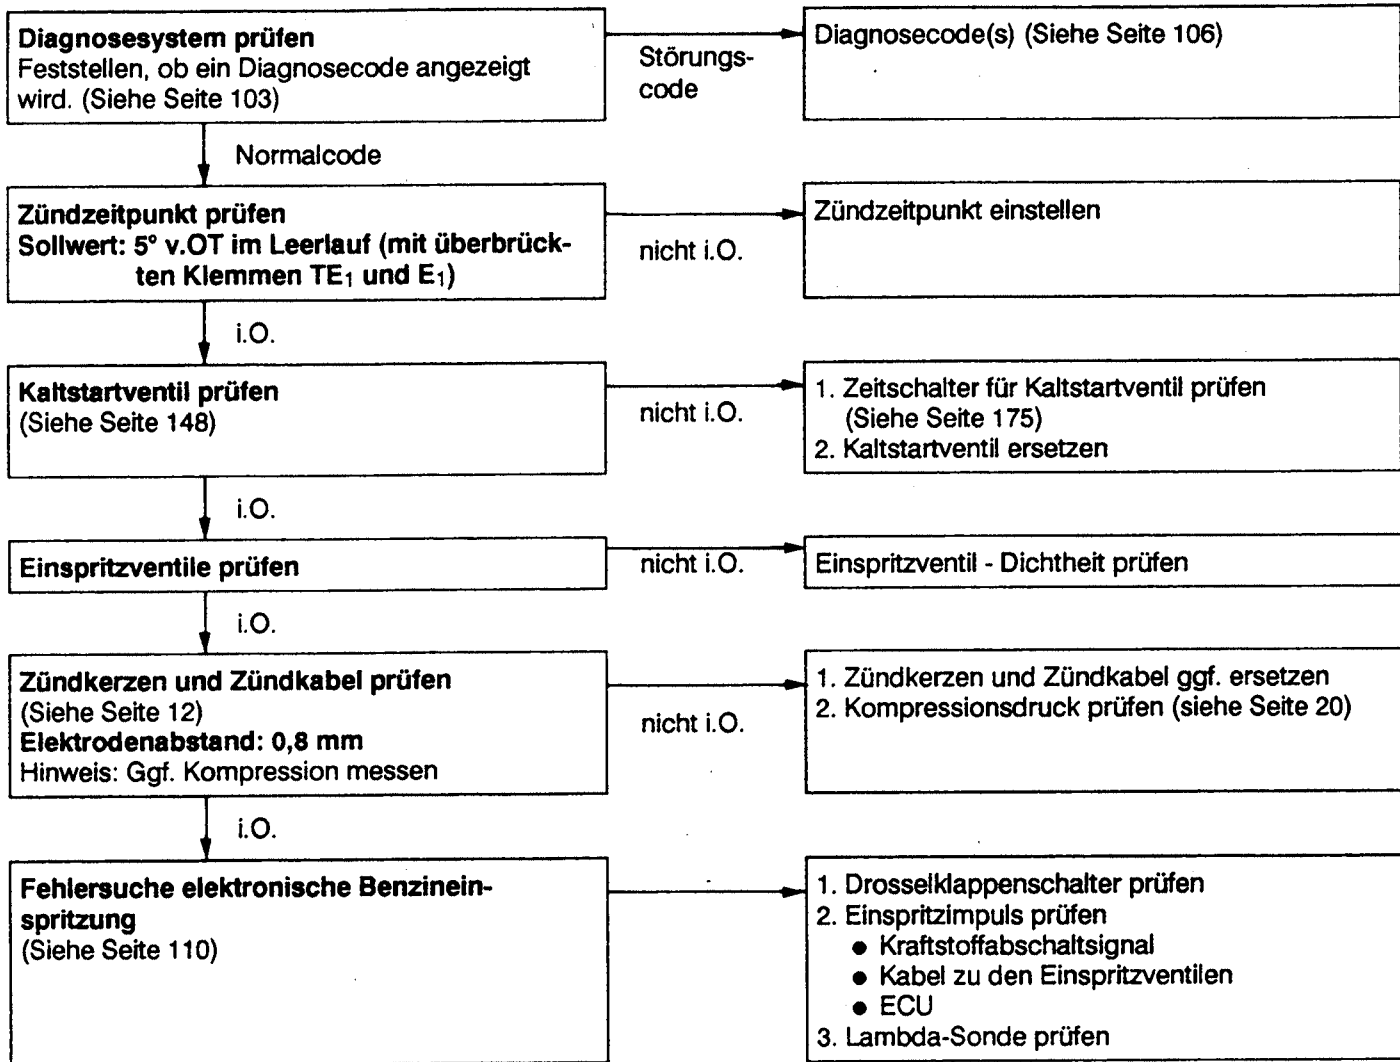 Diagnosesystem prüfen
Feststellen, ob ein Diagnosecode angezeigt
wird. (Siehe Seite 103)
Störungs-
code
Diagnosecode(s) (Siehe Seite 106)
Normalcode
Zündzeitpunkt prüfen
Sollwert: 5° v.OT im Leerlauf (mit überbrück-
ten Klemmen TE₁ und E₁)
nicht i.O.
Zündzeitpunkt einstellen
i.O.
Kaltstartventil prüfen
(Siehe Seite 148)
nicht i.O.
1. Zeitschalter für Kaltstartventil prüfen
(Siehe Seite 175)
2. Kaltstartventil ersetzen
i.O.
Einspritzventile prüfen
nicht i.O.
Einspritzventil - Dichtheit prüfen
i.O.
Zündkerzen und Zündkabel prüfen
(Siehe Seite 12)
Elektrodenabstand: 0,8 mm
Hinweis: Ggf. Kompression messen
nicht i.O.
1. Zündkerzen und Zündkabel ggf. ersetzen
2. Kompressionsdruck prüfen (siehe Seite 20)
i.O.
Fehlersuche elektronische Benzinein-
spritzung
(Siehe Seite 110)
1. Drosselklappenschalter prüfen
2. Einspritzimpuls prüfen
● Kraftstoffabschaltsignal
● Kabel zu den Einspritzventilen
● ECU
3. Lambda-Sonde prüfen